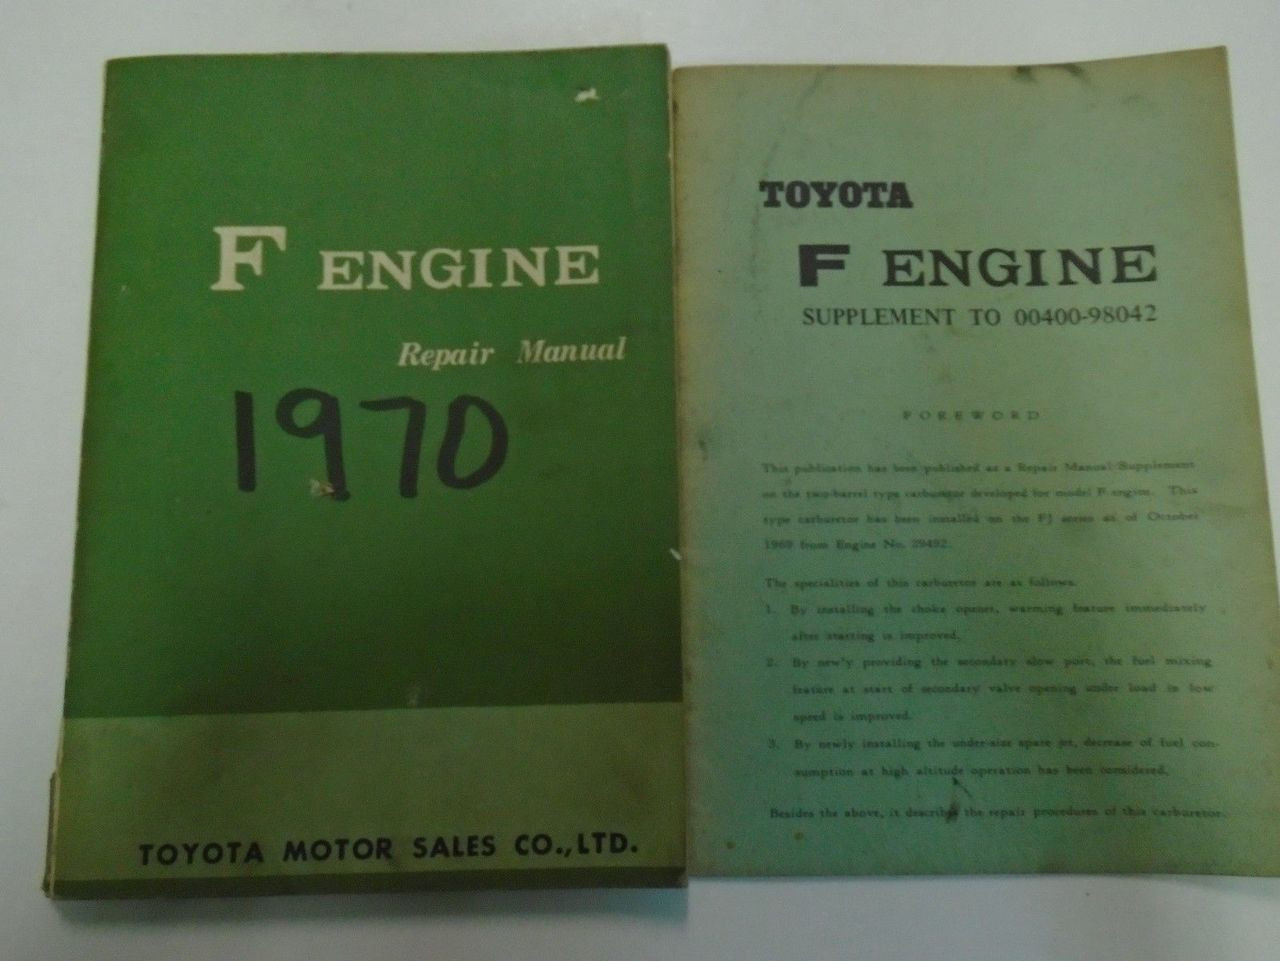 F ENGINE
Repair Manual
1970
TOYOTA MOTOR SALES CO., LTD.
TOYOTA
F ENGINE
SUPPLEMENT TO 00400-98042
FOREWORD
This publication has been published as a Repair Manual/Supplement
on the two-barrel type carburetor developed for model F engine. This
type carburetor has been installed on the FJ series as of October
1969 from Engine No.
The specialities of this carburetor are as follows.
1. By installing the choke opener, warming feature immediately
after starting is improved.
2. By newly providing the secondary slow port, the fuel mixing
feature at start of secondary valve opening under load in low
speed is improved.
3. By newly installing the under-size spare jet, decrease of fuel con-
sumption at high altitude operation has been considered.
Besides the above, it describes the repair procedures of this carburetor.